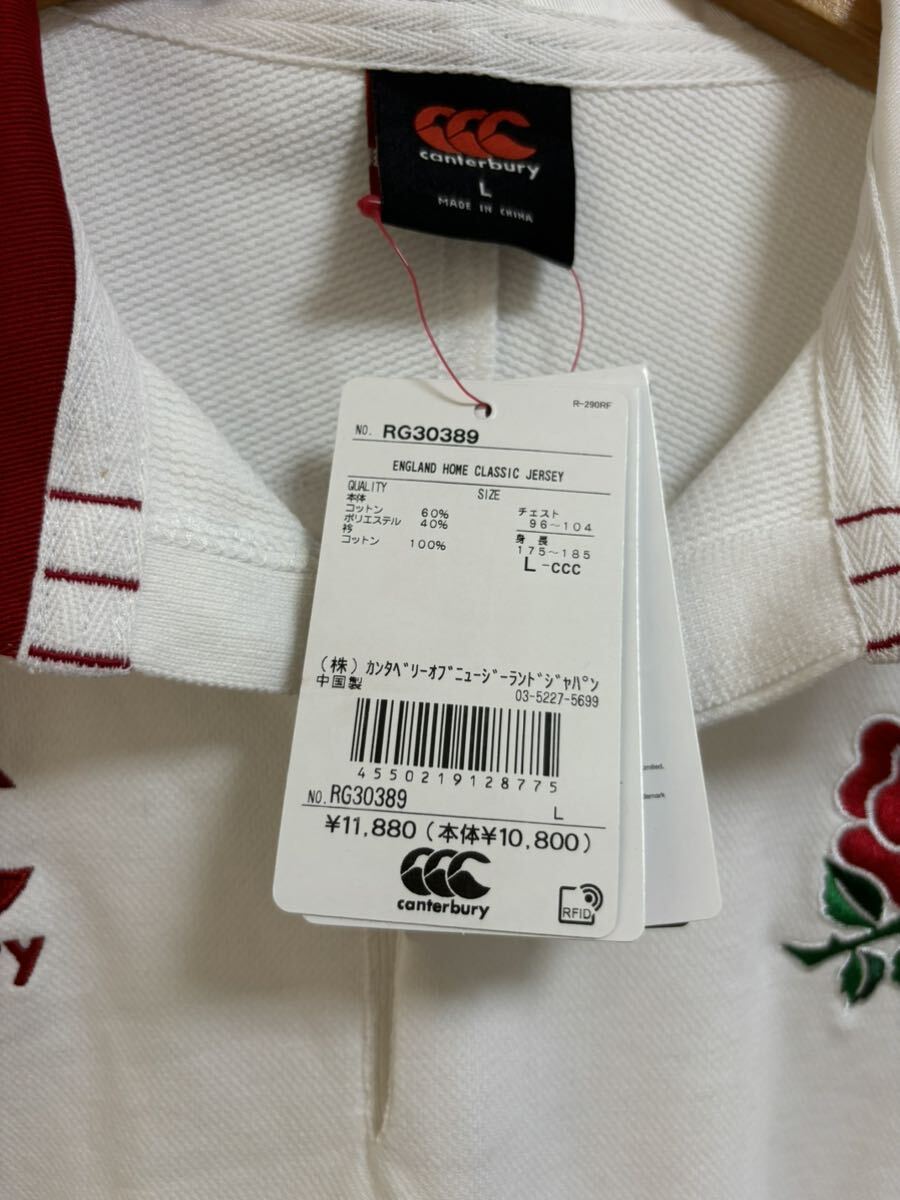 canterbury
L
MADE IN CHINA
R-290RF
NO. RG30389
ENGLAND HOME CLASSIC JERSEY
QUALITY SIZE
本体
コットン 60%
ポリエステル 40%
衿
コットン 100%
チェスト
96～104
身長
175～185
L-CCC
(株)カンタベリーオブニュージーランドジャパン
中国製
03-5227-5699
4550219128775
NO. RG30389 L
¥11,880(本体¥10,800)
canterbury
RFID